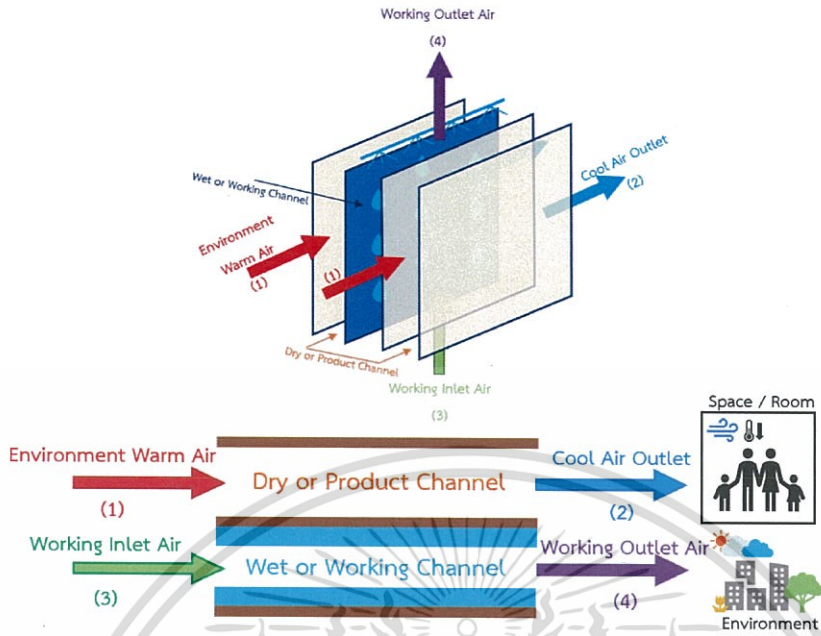 Working Outlet Air
(4)
Cool Air Outlet
(2)
Wet or Working Channel
Environment
Warm Air
(1)
(1)
Dry or Product Channel
Working Inlet Air
(3)
Space / Room
Environment Warm Air
(1)
Dry or Product Channel
Cool Air Outlet
(2)
Working Inlet Air
(3)
Wet or Working Channel
Working Outlet Air
(4)
Environment